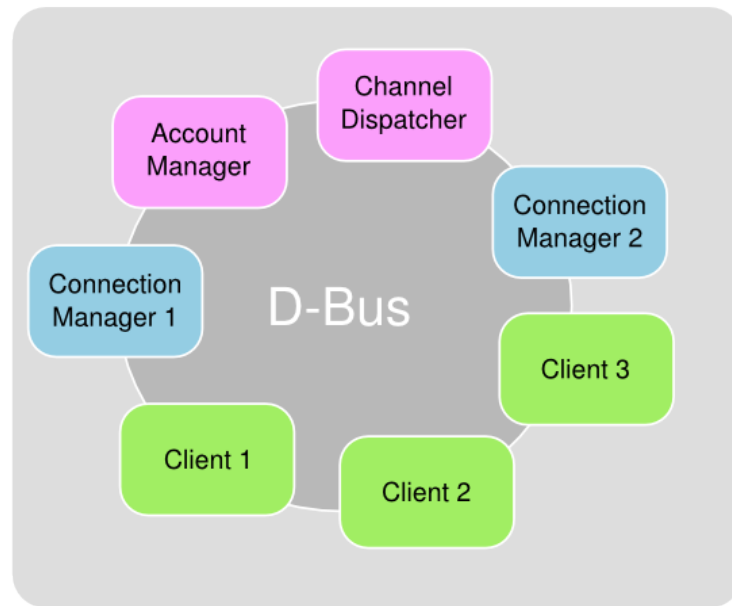 Channel
Dispatcher
Account
Manager
Connection
Manager 2
Connection
Manager 1
D-Bus
Client 3
Client 1
Client 2